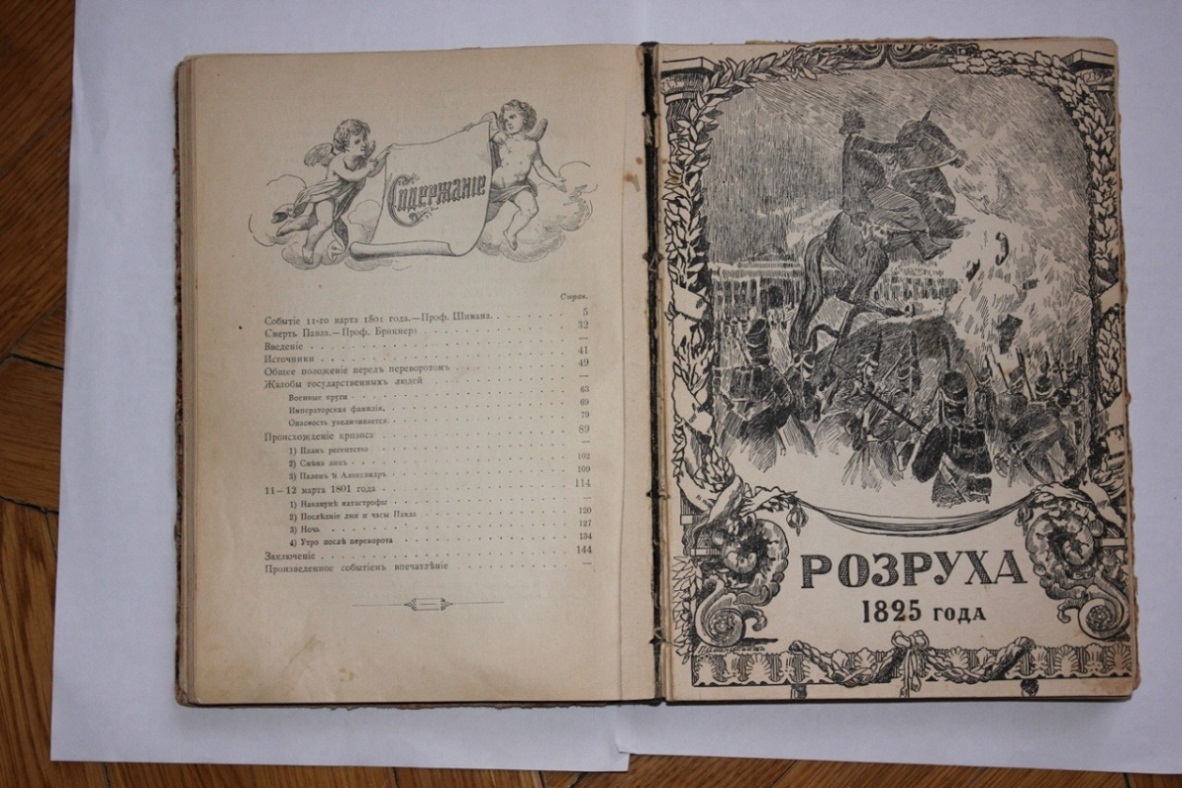 Содержаніе
Стран.
Событіе 11-го марта 1801 года.—Проф. Шимана. 5
Смерть Павла.—Проф. Брикнера 32
Введеніе —
Источники 41
Общее положеніе передъ переворотомъ 49
Жалобы государственныхъ людей —
Военные круги 63
Императорская фамилія. 69
Опасность увеличивается. 79
Происхожденіе кризиса 89
1) Планъ регентства —
2) Смѣна лицъ 102
3) Паленъ и Александръ 109
11—12 марта 1801 года 114
1) Наканунѣ катастрофы —
2) Послѣдніе дни и часы Павла 120
3) Ночь 127
4) Утро послѣ переворота 134
Заключеніе 144
Произведенное событіемъ впечатлѣніе —
РОЗРУХА
1825 ГОДА